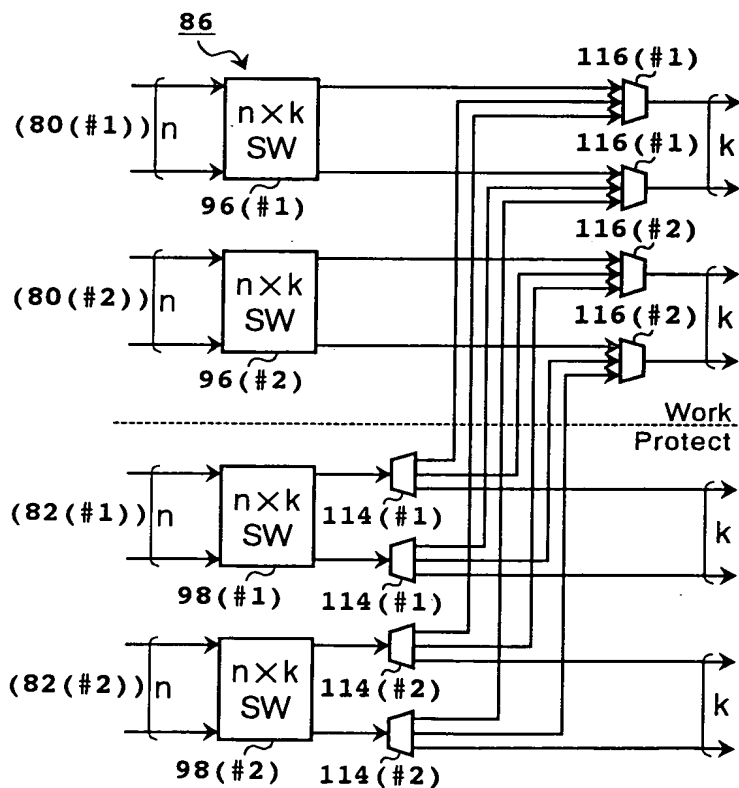 86
116(#1)
(80(#1))
n
n×k
SW
k
96(#1)
116(#1)
116(#2)
(80(#2))
n
n×k
SW
k
96(#2)
116(#2)
Work
Protect
(82(#1))
n
n×k
SW
114(#1)
k
98(#1)
114(#1)
(82(#2))
n
n×k
SW
114(#2)
k
98(#2)
114(#2)